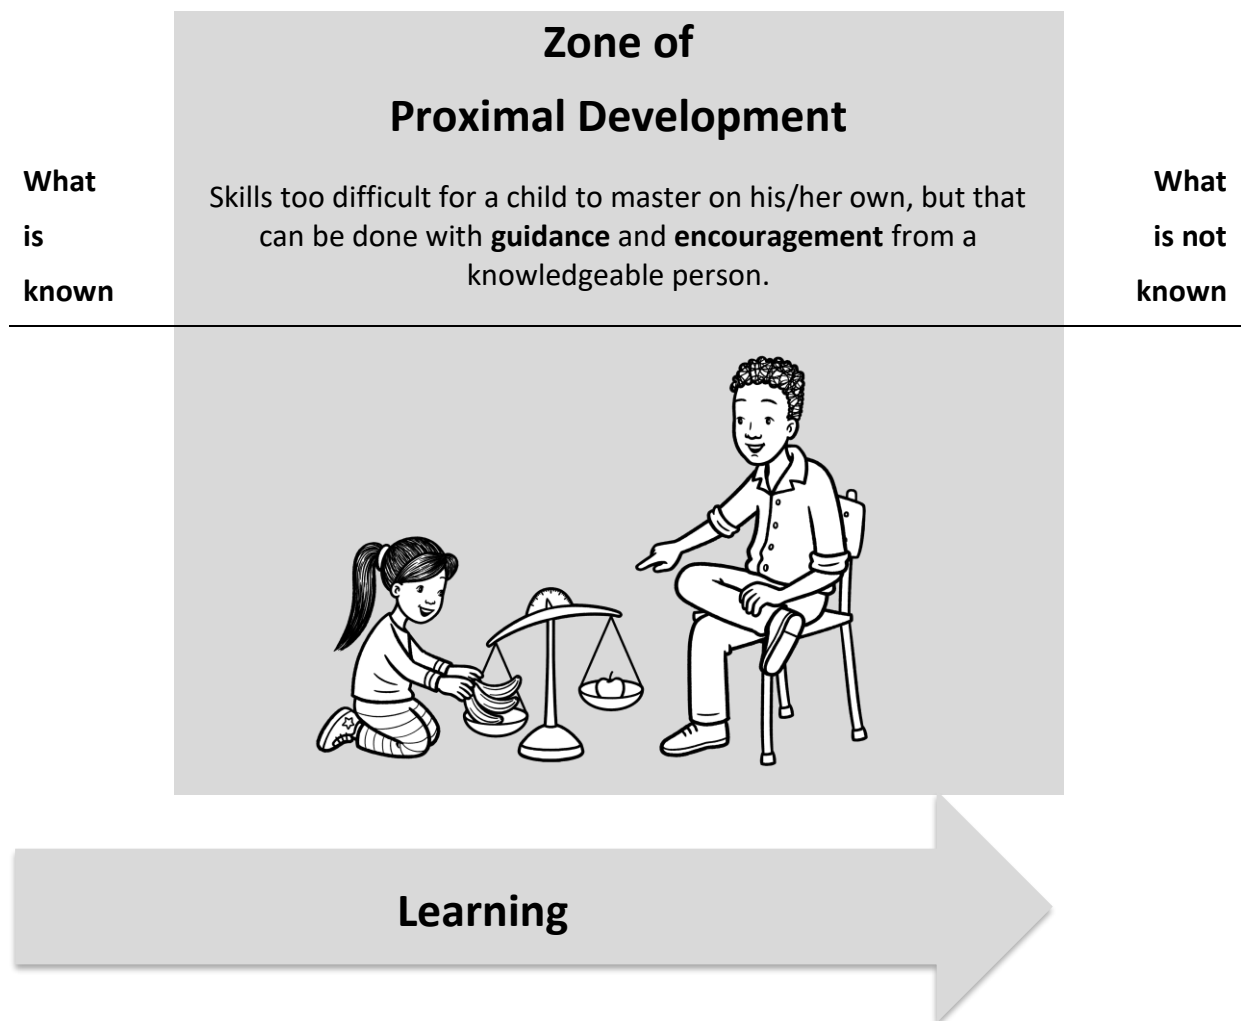 Zone of
Proximal Development
What
is
known
Skills too difficult for a child to master on his/her own, but that
can be done with guidance and encouragement from a
knowledgeable person.
What
is not
known
Learning